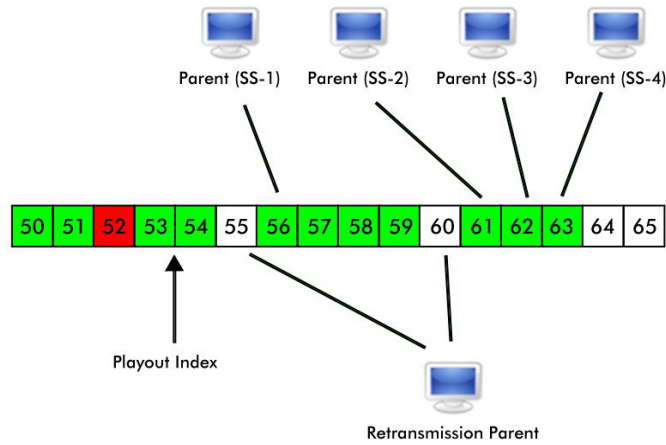 Parent (SS-1) Parent (SS-2) Parent (SS-3) Parent (SS-4)
50 51 52 53 54 55 56 57 58 59 60 61 62 63 64 65
Playout Index
Retransmission Parent